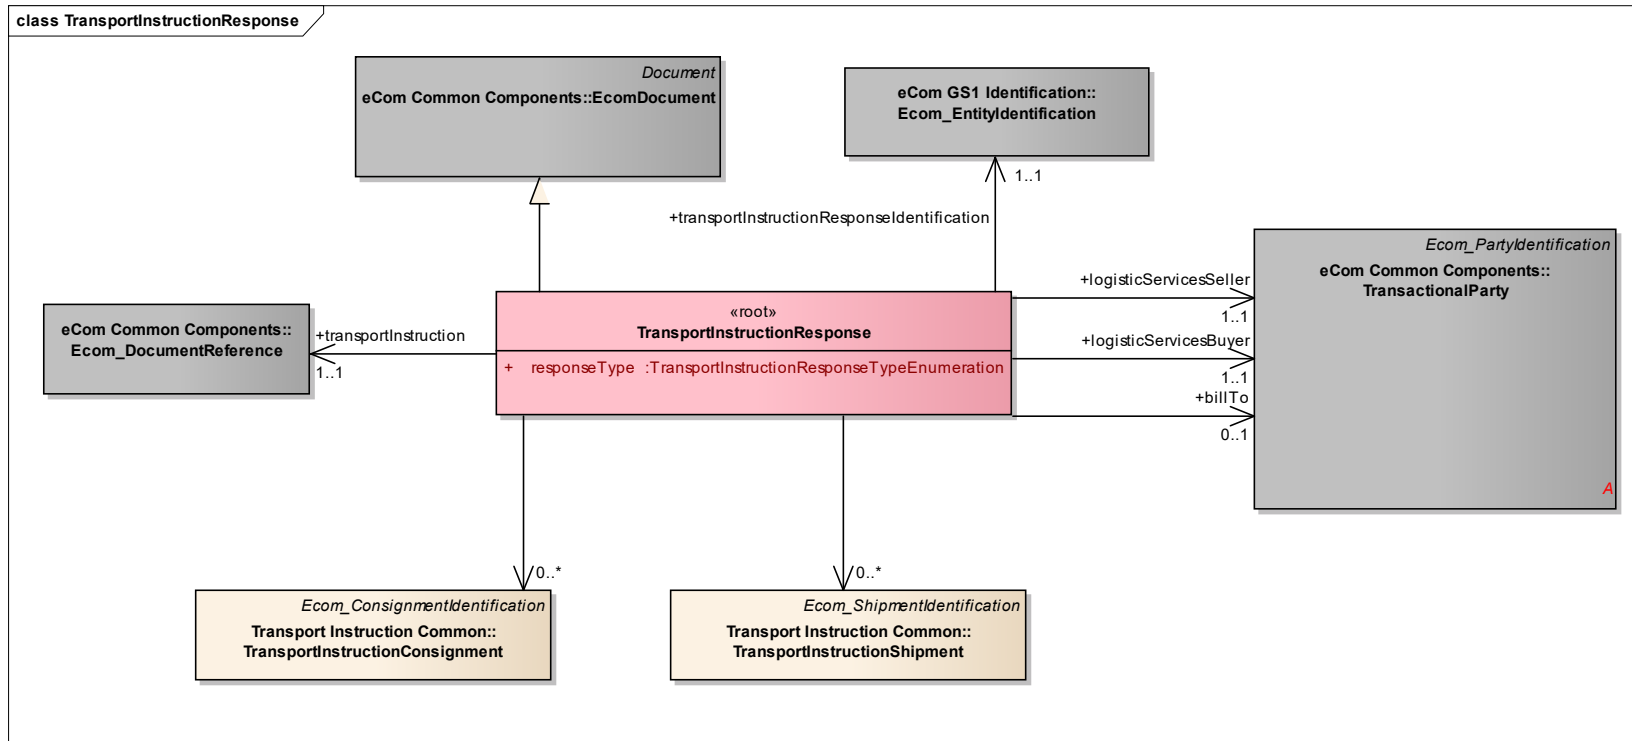 class TransportInstructionResponse
Document
eCom Common Components::EcomDocument
eCom GS1 Identification::
Ecom_EntityIdentification
1..1
+transportInstructionResponseIdentification
Ecom_PartyIdentification
eCom Common Components::
TransactionalParty
+logisticServicesSeller
1..1
+logisticServicesBuyer
1..1
+billTo
0..1
A
«root»
TransportInstructionResponse
+ responseType :TransportInstructionResponseTypeEnumeration
eCom Common Components::
Ecom_DocumentReference
+transportInstruction
1..1
0..*
0..*
Ecom_ConsignmentIdentification
Transport Instruction Common::
TransportInstructionConsignment
Ecom_ShipmentIdentification
Transport Instruction Common::
TransportInstructionShipment